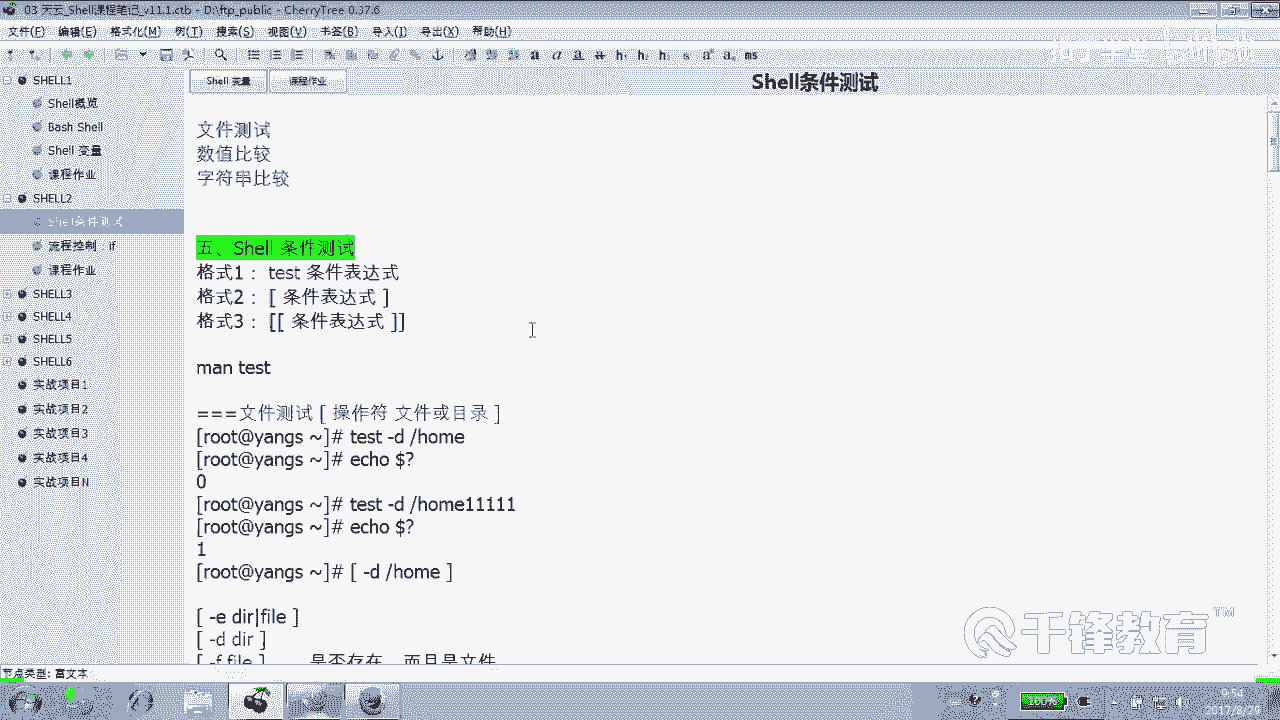 03 天云_Shell课程笔记_v11.1.ctb - D:\ftp_public - CherryTree 0.37.6
文件(F) 编辑(E) 格式化(M) 树(T) 搜索(S) 视图(V) 书签(B) 导入(I) 导出(X) 帮助(H)
SHELL1
Shell概览
Bash Shell
Shell 变量
课程作业
SHELL2
Shell条件测试
流程控制 if
课程作业
SHELL3
SHELL4
SHELL5
SHELL6
实战项目1
实战项目2
实战项目3
实战项目4
实战项目N
Shell 变量 课程作业
Shell条件测试
文件测试
数值比较
字符串比较
五、Shell 条件测试
格式1： test 条件表达式
格式2： [ 条件表达式 ]
格式3： [[ 条件表达式 ]]
man test
===文件测试 [ 操作符 文件或目录 ]
[root@yangs ~]# test -d /home
[root@yangs ~]# echo $?
0
[root@yangs ~]# test -d /home11111
[root@yangs ~]# echo $?
1
[root@yangs ~]# [ -d /home ]
[ -e dir|file ]
[ -d dir ]
[ -f file ] 是否存在 而且是文件
千锋教育™
节点类型: 富文本
100%
9:54
2017/8/29